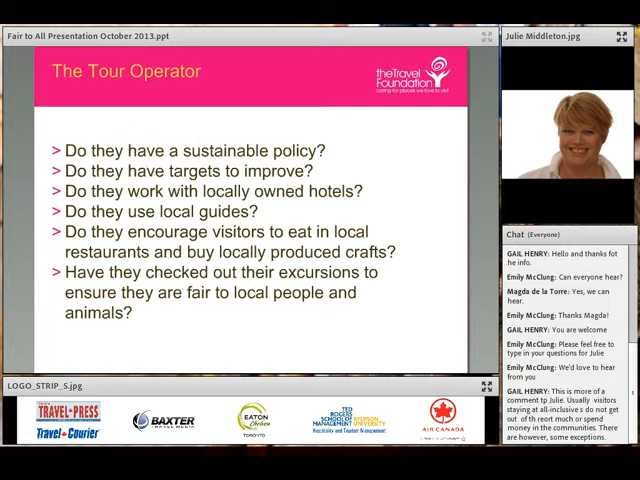 Fair to All Presentation October 2013.ppt
The Tour Operator
theTravel
Foundation
caring for places we love to visit
> Do they have a sustainable policy?
> Do they have targets to improve?
> Do they work with locally owned hotels?
> Do they use local guides?
> Do they encourage visitors to eat in local
restaurants and buy locally produced crafts?
> Have they checked out their excursions to
ensure they are fair to local people and
animals?
Julie Middleton.jpg
Chat (Everyone)
GAIL HENRY: Hello and thanks fot
he info.
Emily McClung: Can everyone hear?
Magda de la Torre: Yes, we can
hear.
Emily McClung: Thanks Magda!
GAIL HENRY: You are welcome
Emily McClung: Please feel free to
type in your questions for Julie
Emily McClung: We'd love to hear
from you
GAIL HENRY: This is more of a
comment tp Julie. Usually visitors
staying at all-inclusive s do not get
out of th reort much or spend
money in the communities. There
are however, some exceptions.
LOGO_STRIP_5.jpg
TRAVEL PRESS
Travel Courier
BAXTER
TRAVEL MEDIA
EATON
Chelsea
TORONTO
TED
ROGERS
SCHOOL OF
MANAGEMENT
RYERSON
UNIVERSITY
Hospitality and Tourism Management
AIR CANADA